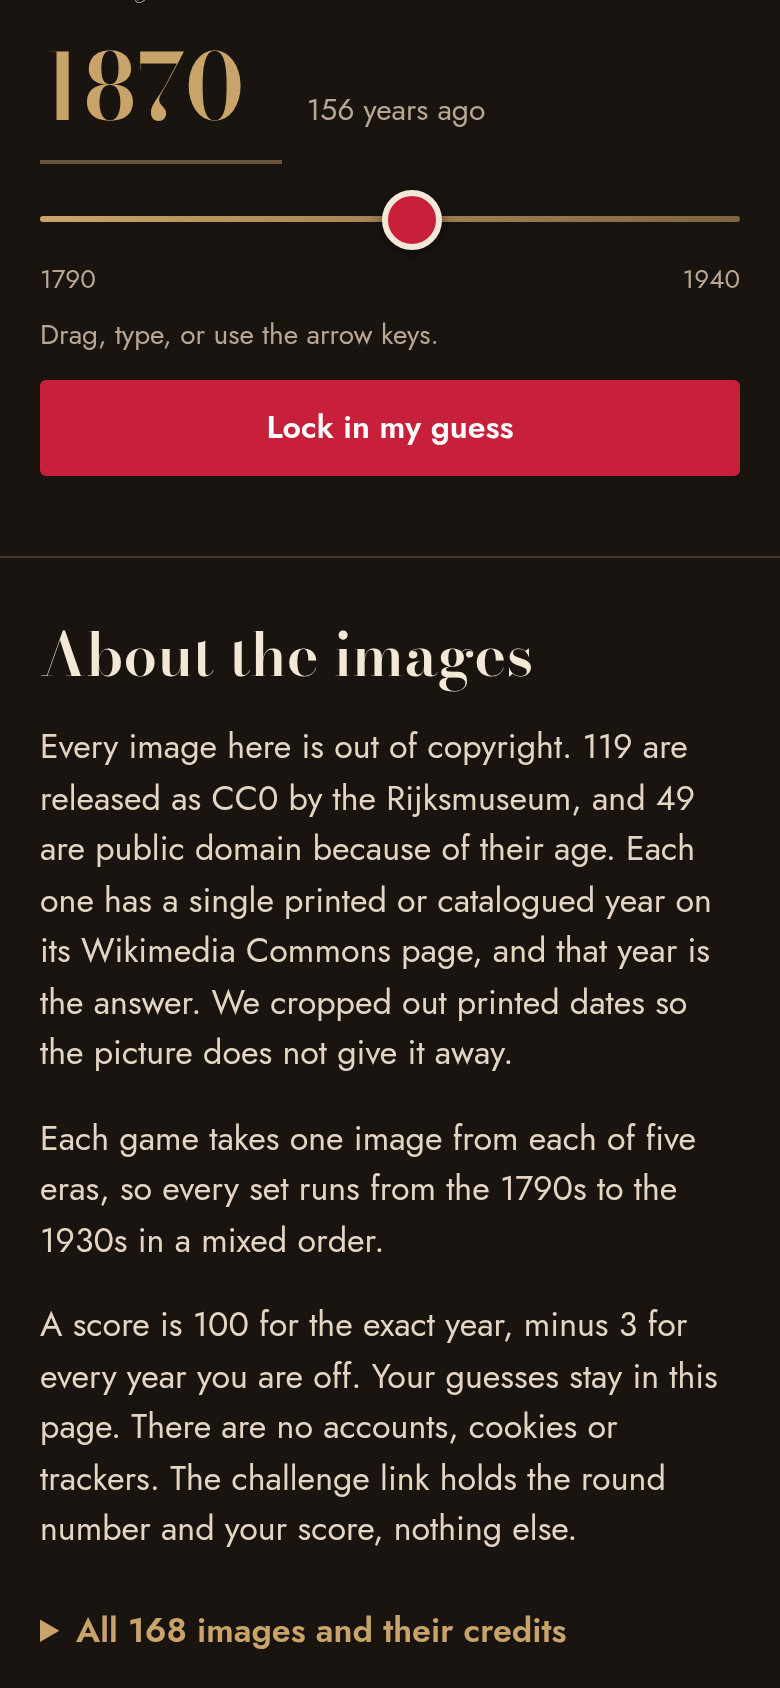 1870
156 years ago
1790
1940
Drag, type, or use the arrow keys.
Lock in my guess
About the images
Every image here is out of copyright. 119 are
released as CC0 by the Rijksmuseum, and 49
are public domain because of their age. Each
one has a single printed or catalogued year on
its Wikimedia Commons page, and that year is
the answer. We cropped out printed dates so
the picture does not give it away.
Each game takes one image from each of five
eras, so every set runs from the 1790s to the
1930s in a mixed order.
A score is 100 for the exact year, minus 3 for
every year you are off. Your guesses stay in this
page. There are no accounts, cookies or
trackers. The challenge link holds the round
number and your score, nothing else.
All 168 images and their credits